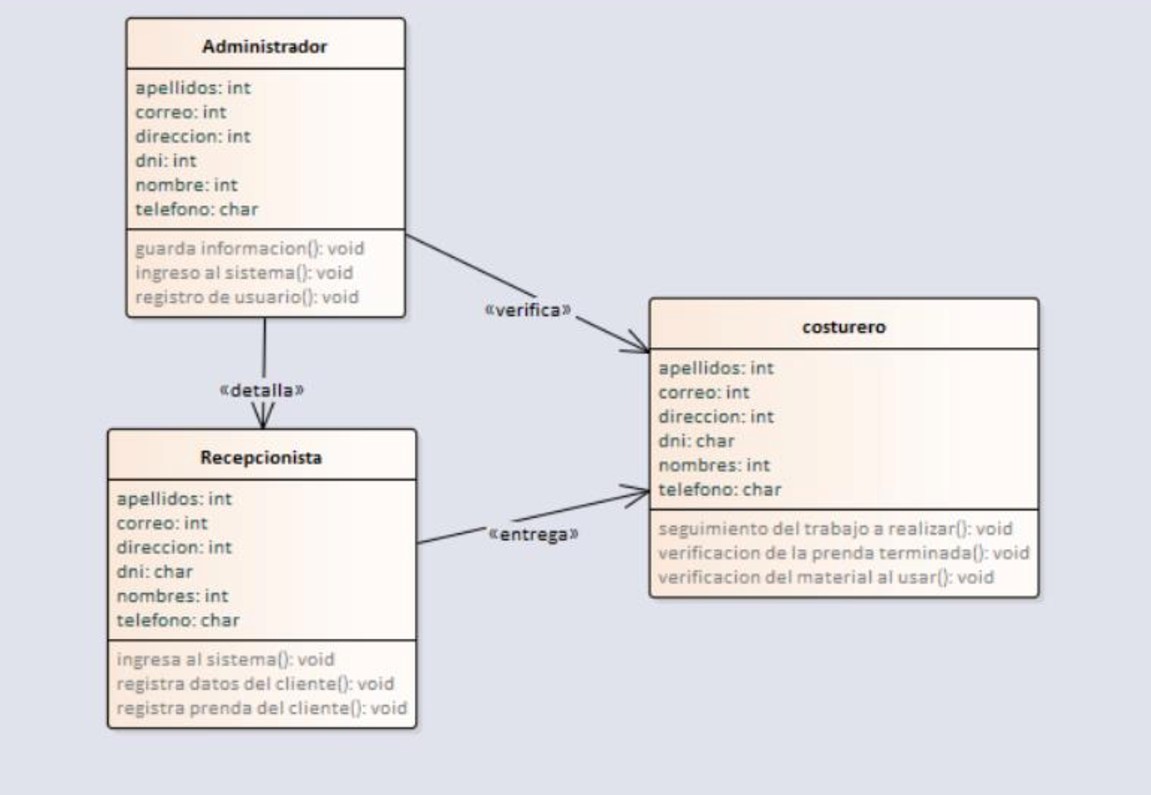 Administrador
apellidos: int
correo: int
direccion: int
dni: int
nombre: int
telefono: char
guarda informacion(): void
ingreso al sistema(): void
registro de usuario(): void
«verifica»
costurero
apellidos: int
correo: int
direccion: int
dni: char
nombres: int
telefono: char
seguimiento del trabajo a realizar(): void
verificacion de la prenda terminada(): void
verificacion del material al usar(): void
«detalla»
Recepcionista
apellidos: int
correo: int
direccion: int
dni: char
nombres: int
telefono: char
ingresa al sistema(): void
registra datos del cliente(): void
registra prenda del cliente(): void
«entrega»